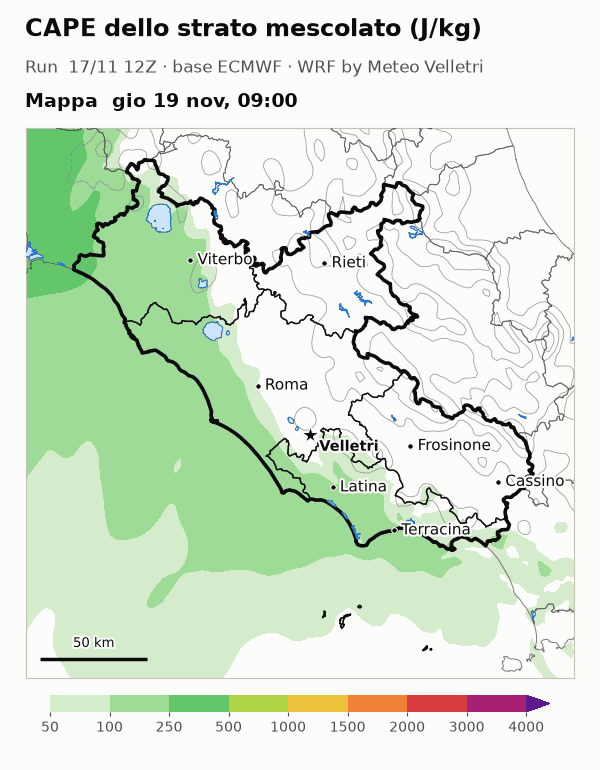 CAPE dello strato mescolato (J/kg)
Run  17/11 12Z · base ECMWF · WRF by Meteo Velletri
Mappa  gio 19 nov, 09:00
Viterbo
Rieti
Roma
Velletri
Frosinone
Cassino
Latina
Terracina
50 km
50 100 250 500 1000 1500 2000 3000 4000